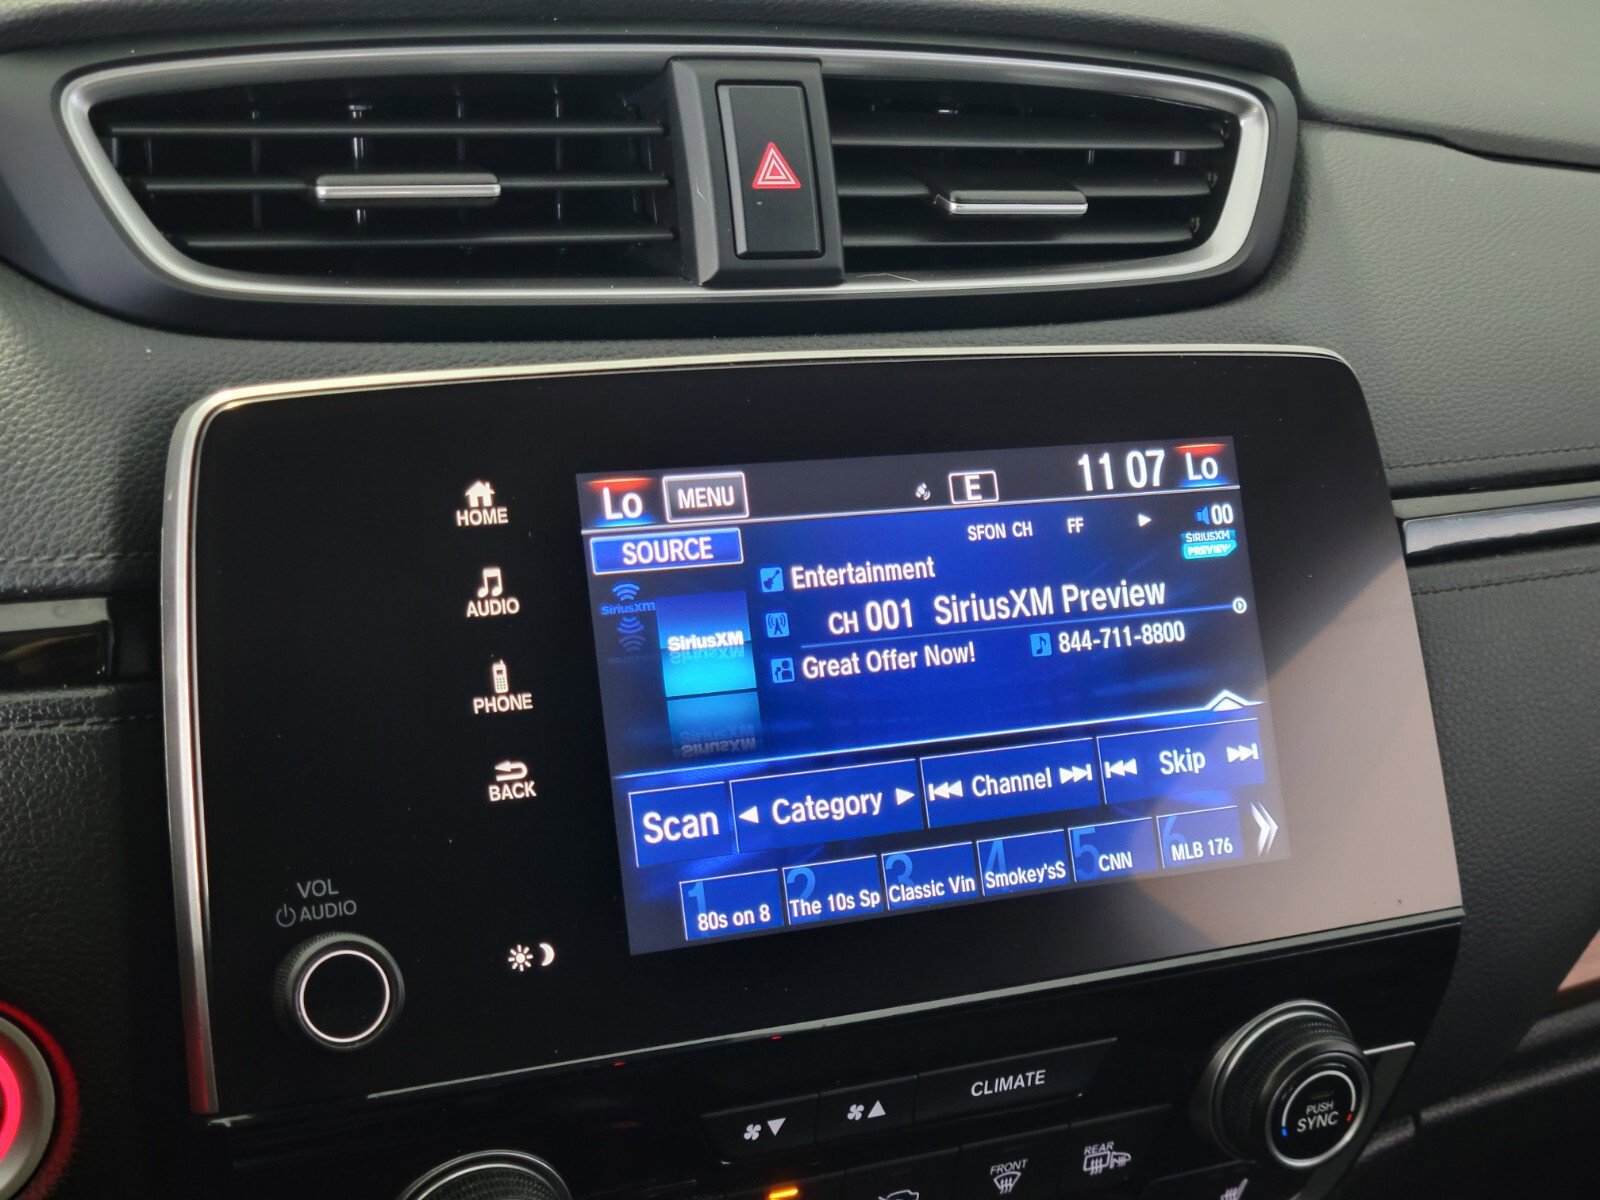 Lo MENU E 11 07 Lo
SOURCE SFON CH FF 00
SIRIUSXM
PREVIEW
SiriusXM
SiriusXM
Entertainment
CH 001 SiriusXM Preview
Great Offer Now! 844-711-8800
Scan Category Channel Skip
1 80s on 8
2 The 10s Sp
3 Classic Vin
4 Smokey'sS
5 CNN
6 MLB 176
HOME
AUDIO
PHONE
BACK
VOL
AUDIO
CLIMATE
PUSH
SYNC
FRONT
REAR